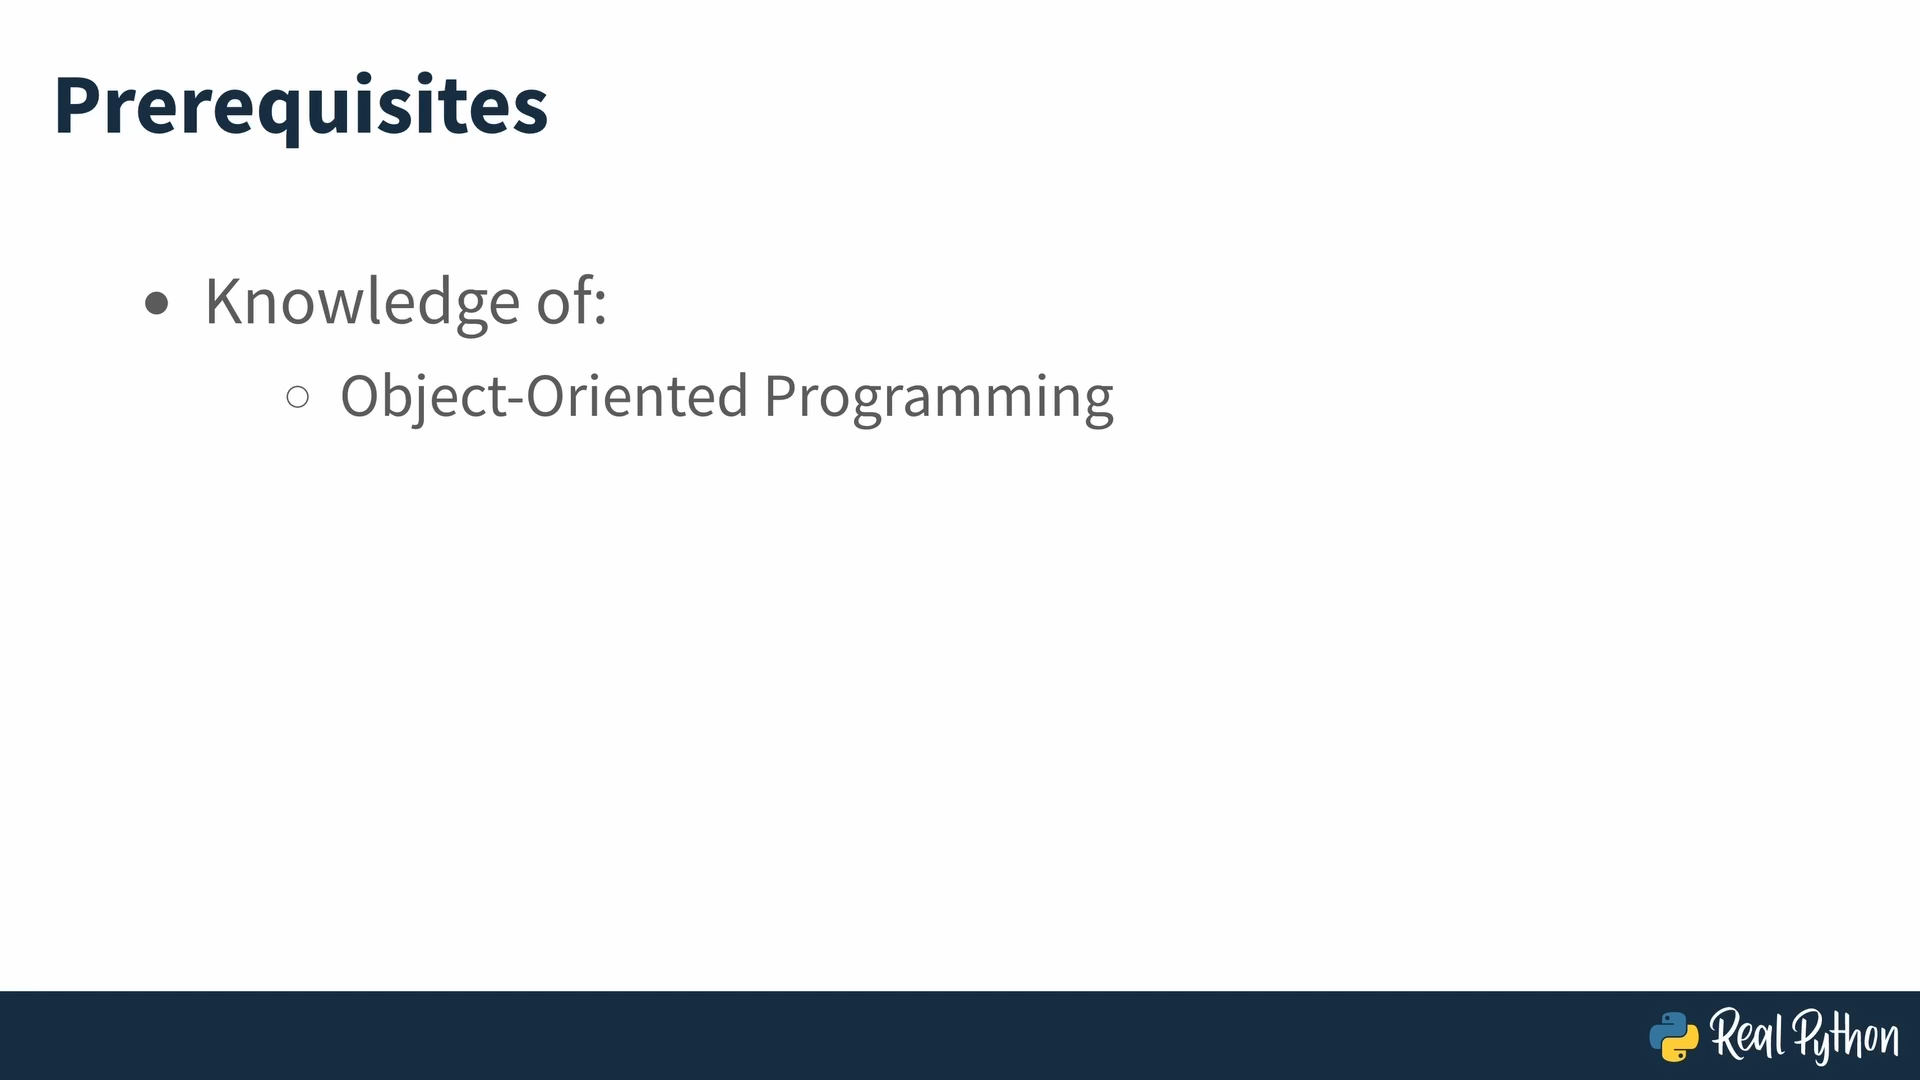 Prerequisites
• Knowledge of:
○ Object-Oriented Programming
Real Python